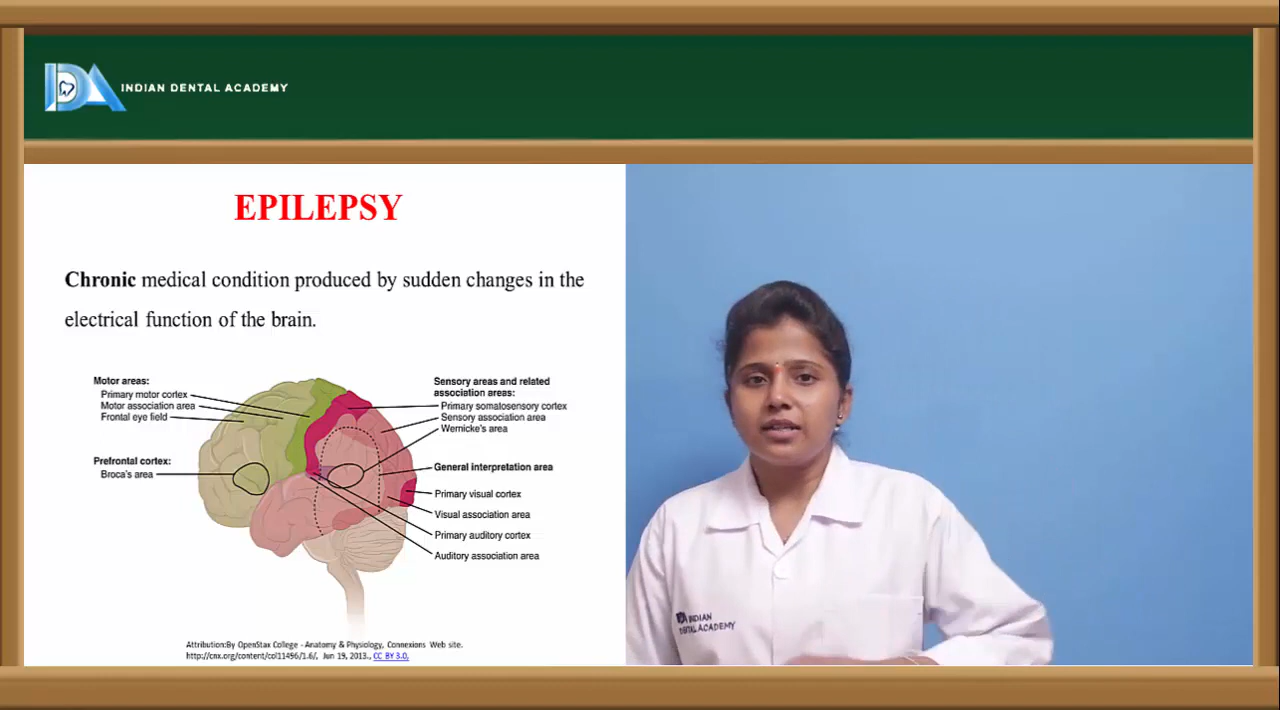 INDIAN DENTAL ACADEMY
EPILEPSY
Chronic medical condition produced by sudden changes in the
electrical function of the brain.
Motor areas:
Primary motor cortex
Motor association area
Frontal eye field
Prefrontal cortex:
Broca's area
Sensory areas and related
association areas:
Primary somalosensory cortex
Sensory association area
Wernicke's area
General interpretation area
Primary visual cortex
Visual association area
Primary auditory cortex
Auditory association area
Attribution:By OpenStax College - Anatomy & Physiology, Connexions Web site.
http://cnx.org/content/col11496/1.6/, Jun 19, 2013., CC BY 3.0,
INDIAN
DENTAL ACADEMY